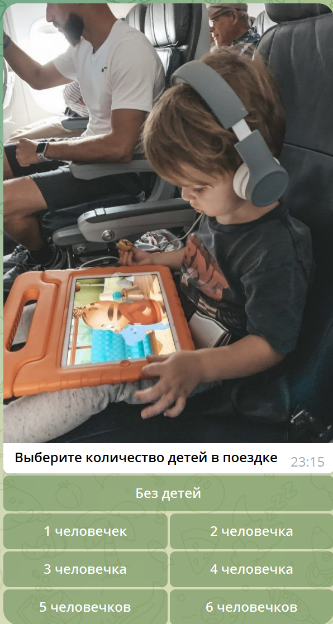 Выберите количество детей в поездке
23:15
Без детей
1 человечек
2 человечка
3 человечка
4 человечка
5 человечков
6 человечков